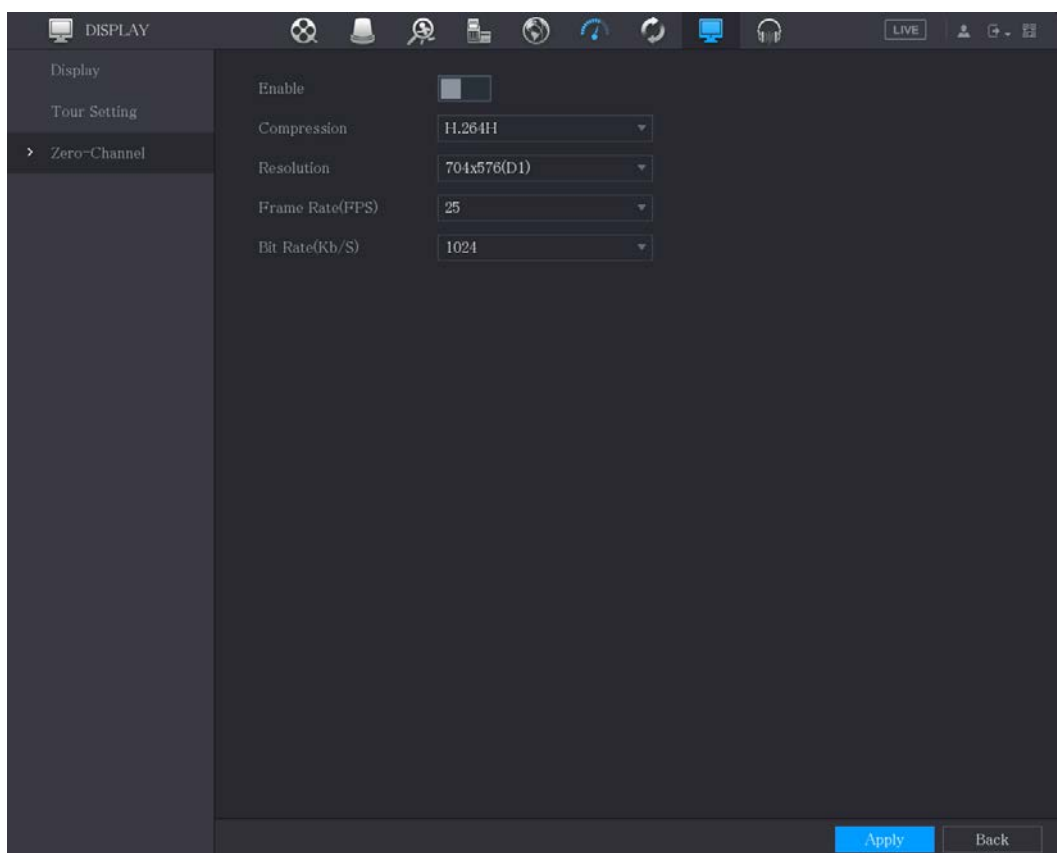 DISPLAY
LIVE
Display
Tour Setting
Zero-Channel
Enable
Compression
H.264H
Resolution
704x576(D1)
Frame Rate(FPS)
25
Bit Rate(Kb/S)
1024
Apply
Back